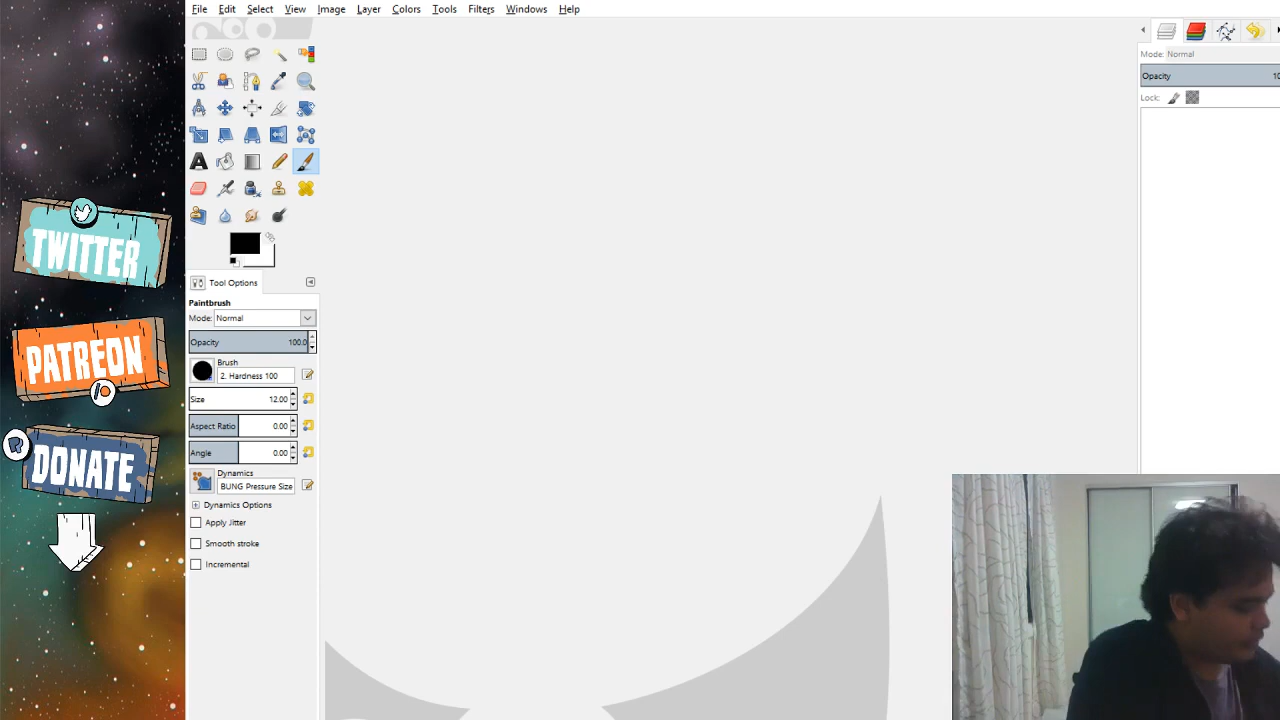 File Edit Select View Image Layer Colors Tools Filters Windows Help
Mode: Normal
Opacity 10
Lock:
TWITTER
PATREON
DONATE
Tool Options
Paintbrush
Mode: Normal
Opacity 100.0
Brush
2. Hardness 100
Size 12.00
Aspect Ratio 0.00
Angle 0.00
Dynamics
BUNG Pressure Size
Dynamics Options
Apply Jitter
Smooth stroke
Incremental